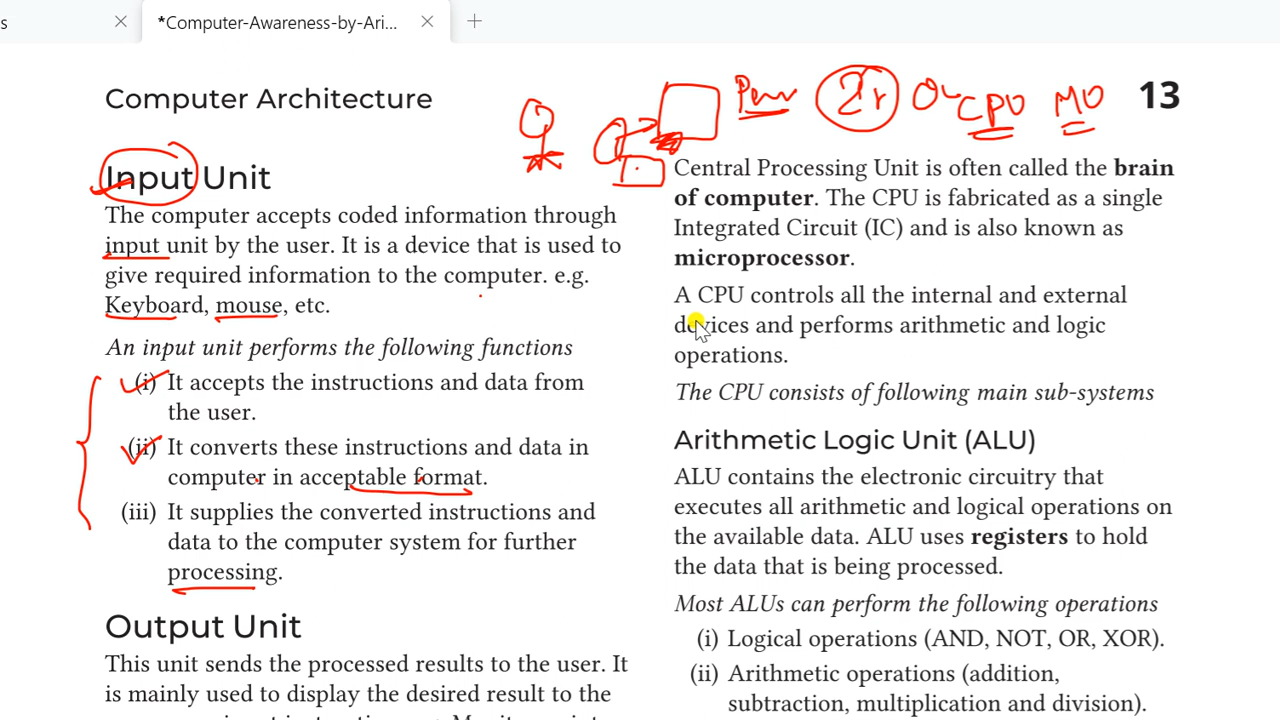 s
*Computer-Awareness-by-Ari...
Computer Architecture
CPU
13
Input Unit
The computer accepts coded information through
input unit by the user. It is a device that is used to
give required information to the computer. e.g.
Keyboard, mouse, etc.
An input unit performs the following functions
(i) It accepts the instructions and data from
the user.
(ii) It converts these instructions and data in
computer in acceptable format.
(iii) It supplies the converted instructions and
data to the computer system for further
processing.
Output Unit
This unit sends the processed results to the user. It
is mainly used to display the desired result to the
Central Processing Unit is often called the brain
of computer. The CPU is fabricated as a single
Integrated Circuit (IC) and is also known as
microprocessor.
A CPU controls all the internal and external
devices and performs arithmetic and logic
operations.
The CPU consists of following main sub-systems
Arithmetic Logic Unit (ALU)
ALU contains the electronic circuitry that
executes all arithmetic and logical operations on
the available data. ALU uses registers to hold
the data that is being processed.
Most ALUs can perform the following operations
(i) Logical operations (AND, NOT, OR, XOR).
(ii) Arithmetic operations (addition,
subtraction, multiplication and division).